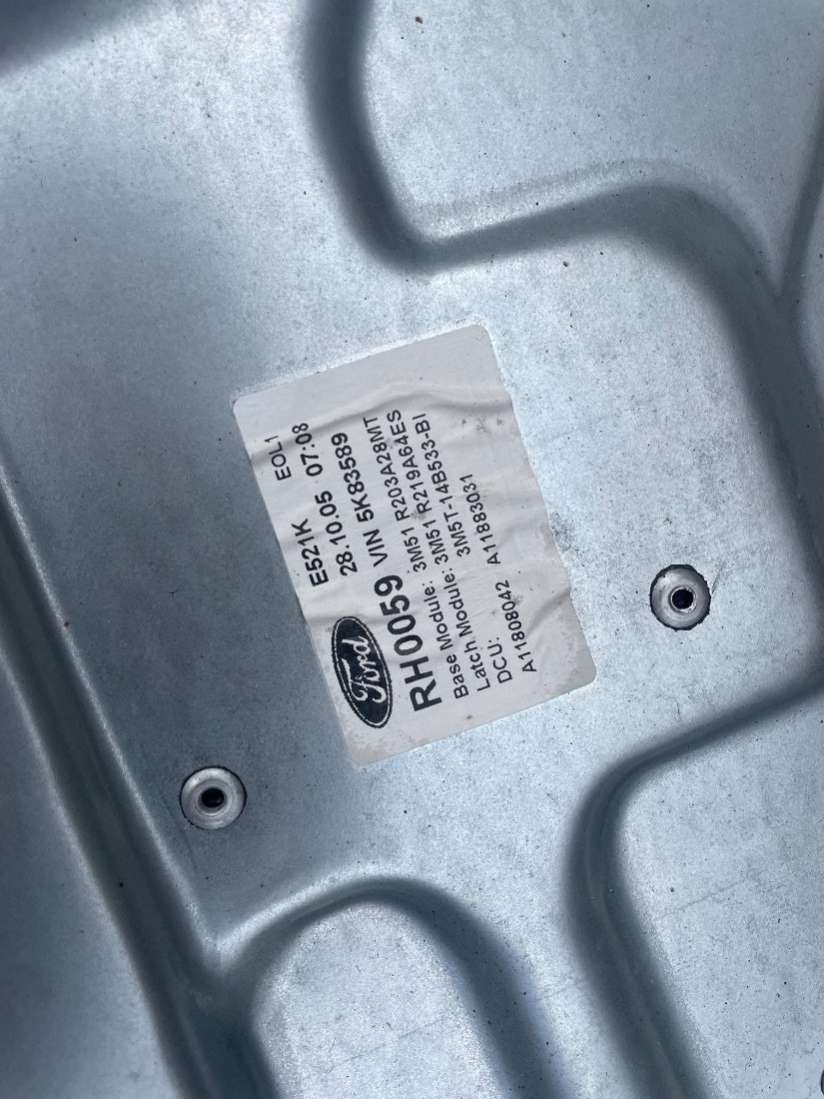 EOL1
E521K
28.10.05 07:08
Ford
RH0059 VIN 5K83589
Base Module: 3M51 R203A28MT
Latch Module: 3M51 R219A64ES
DCU: 3M5T-14B533-BI
A11808042 A11883031